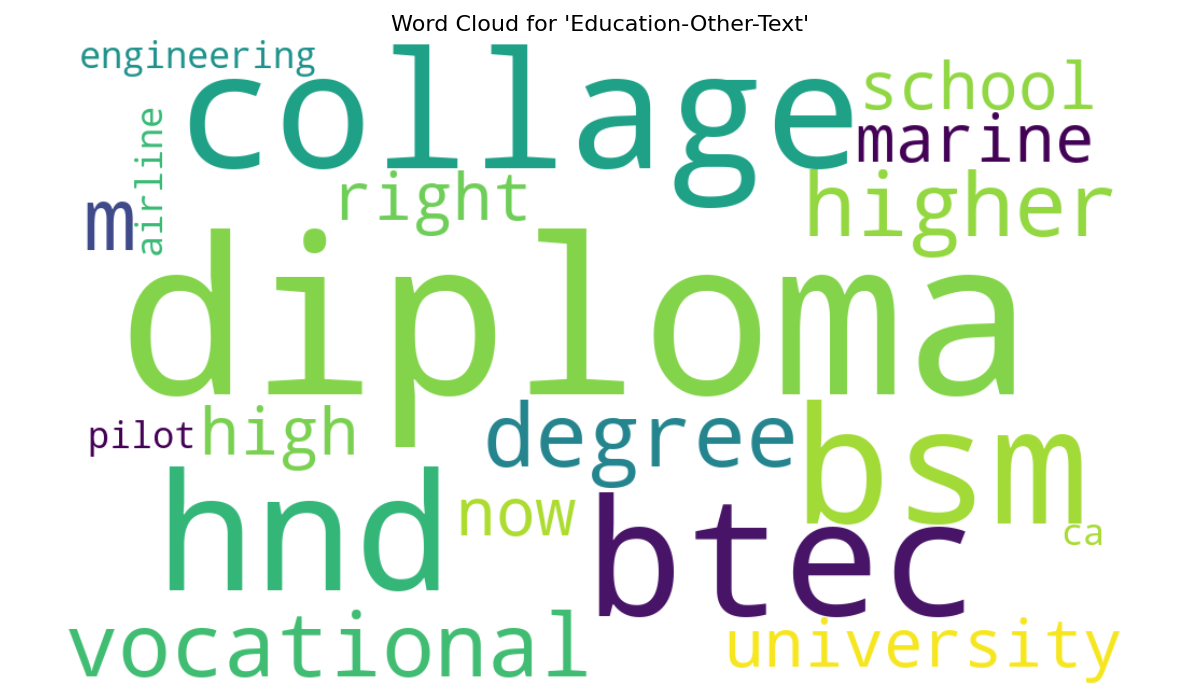 Word Cloud for 'Education-Other-Text'
engineering
collage
school
marine
airline
m
right
higher
diploma
pilot
high
degree
bsm
hnd
now
btec
ca
vocational
university